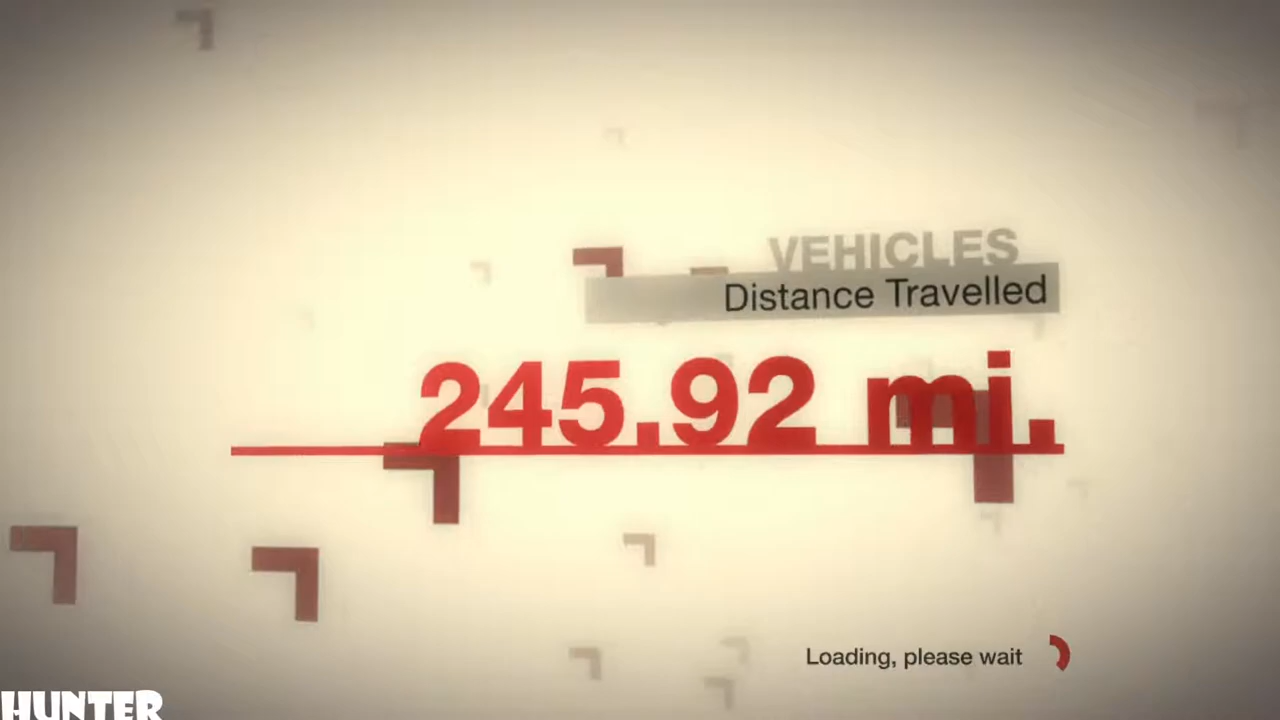 VEHICLES
Distance Travelled
245.92 mi.
Loading, please wait
HUNTER